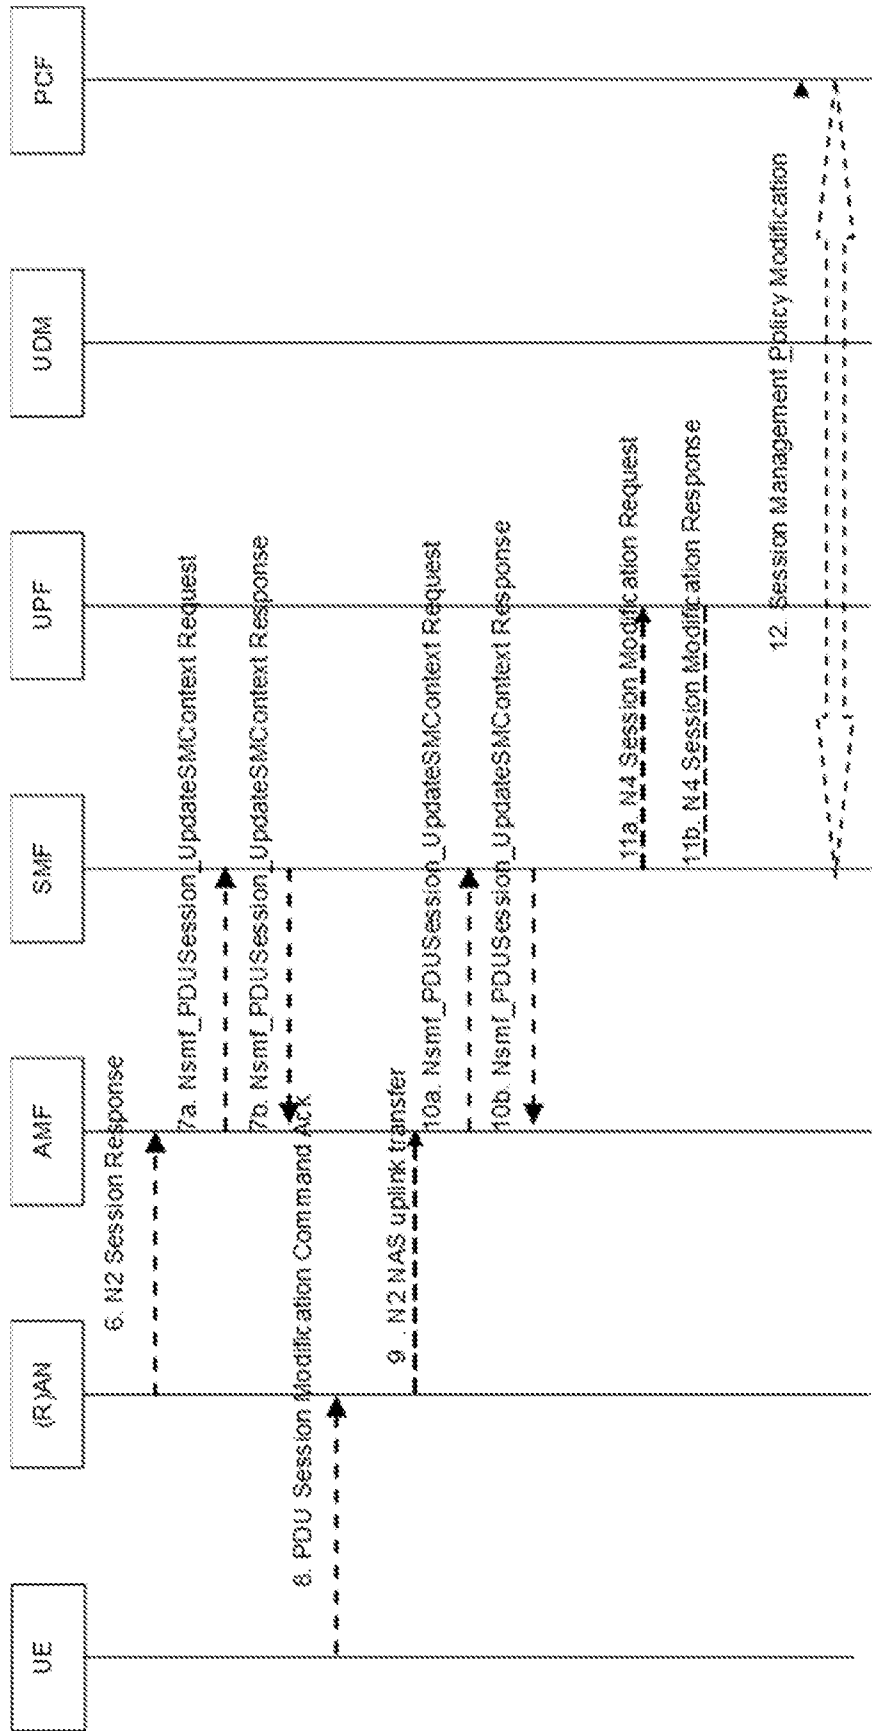 UE
(R)AN
AMF
SMF
UPF
UDM
PCF
6. N2 Session Response
7a. Nsmf_PDUSession_UpdateSMContext Request
7b. Nsmf_PDUSession_UpdateSMContext Response
8. PDU Session Modification Command Ack
9 . N2 NAS uplink transfer
10a. Nsmf_PDUSession_UpdateSMContext Request
10b. Nsmf_PDUSession_UpdateSMContext Response
11a. N4 Session Modification Request
11b. N4 Session Modification Response
12. Session Management Policy Modification